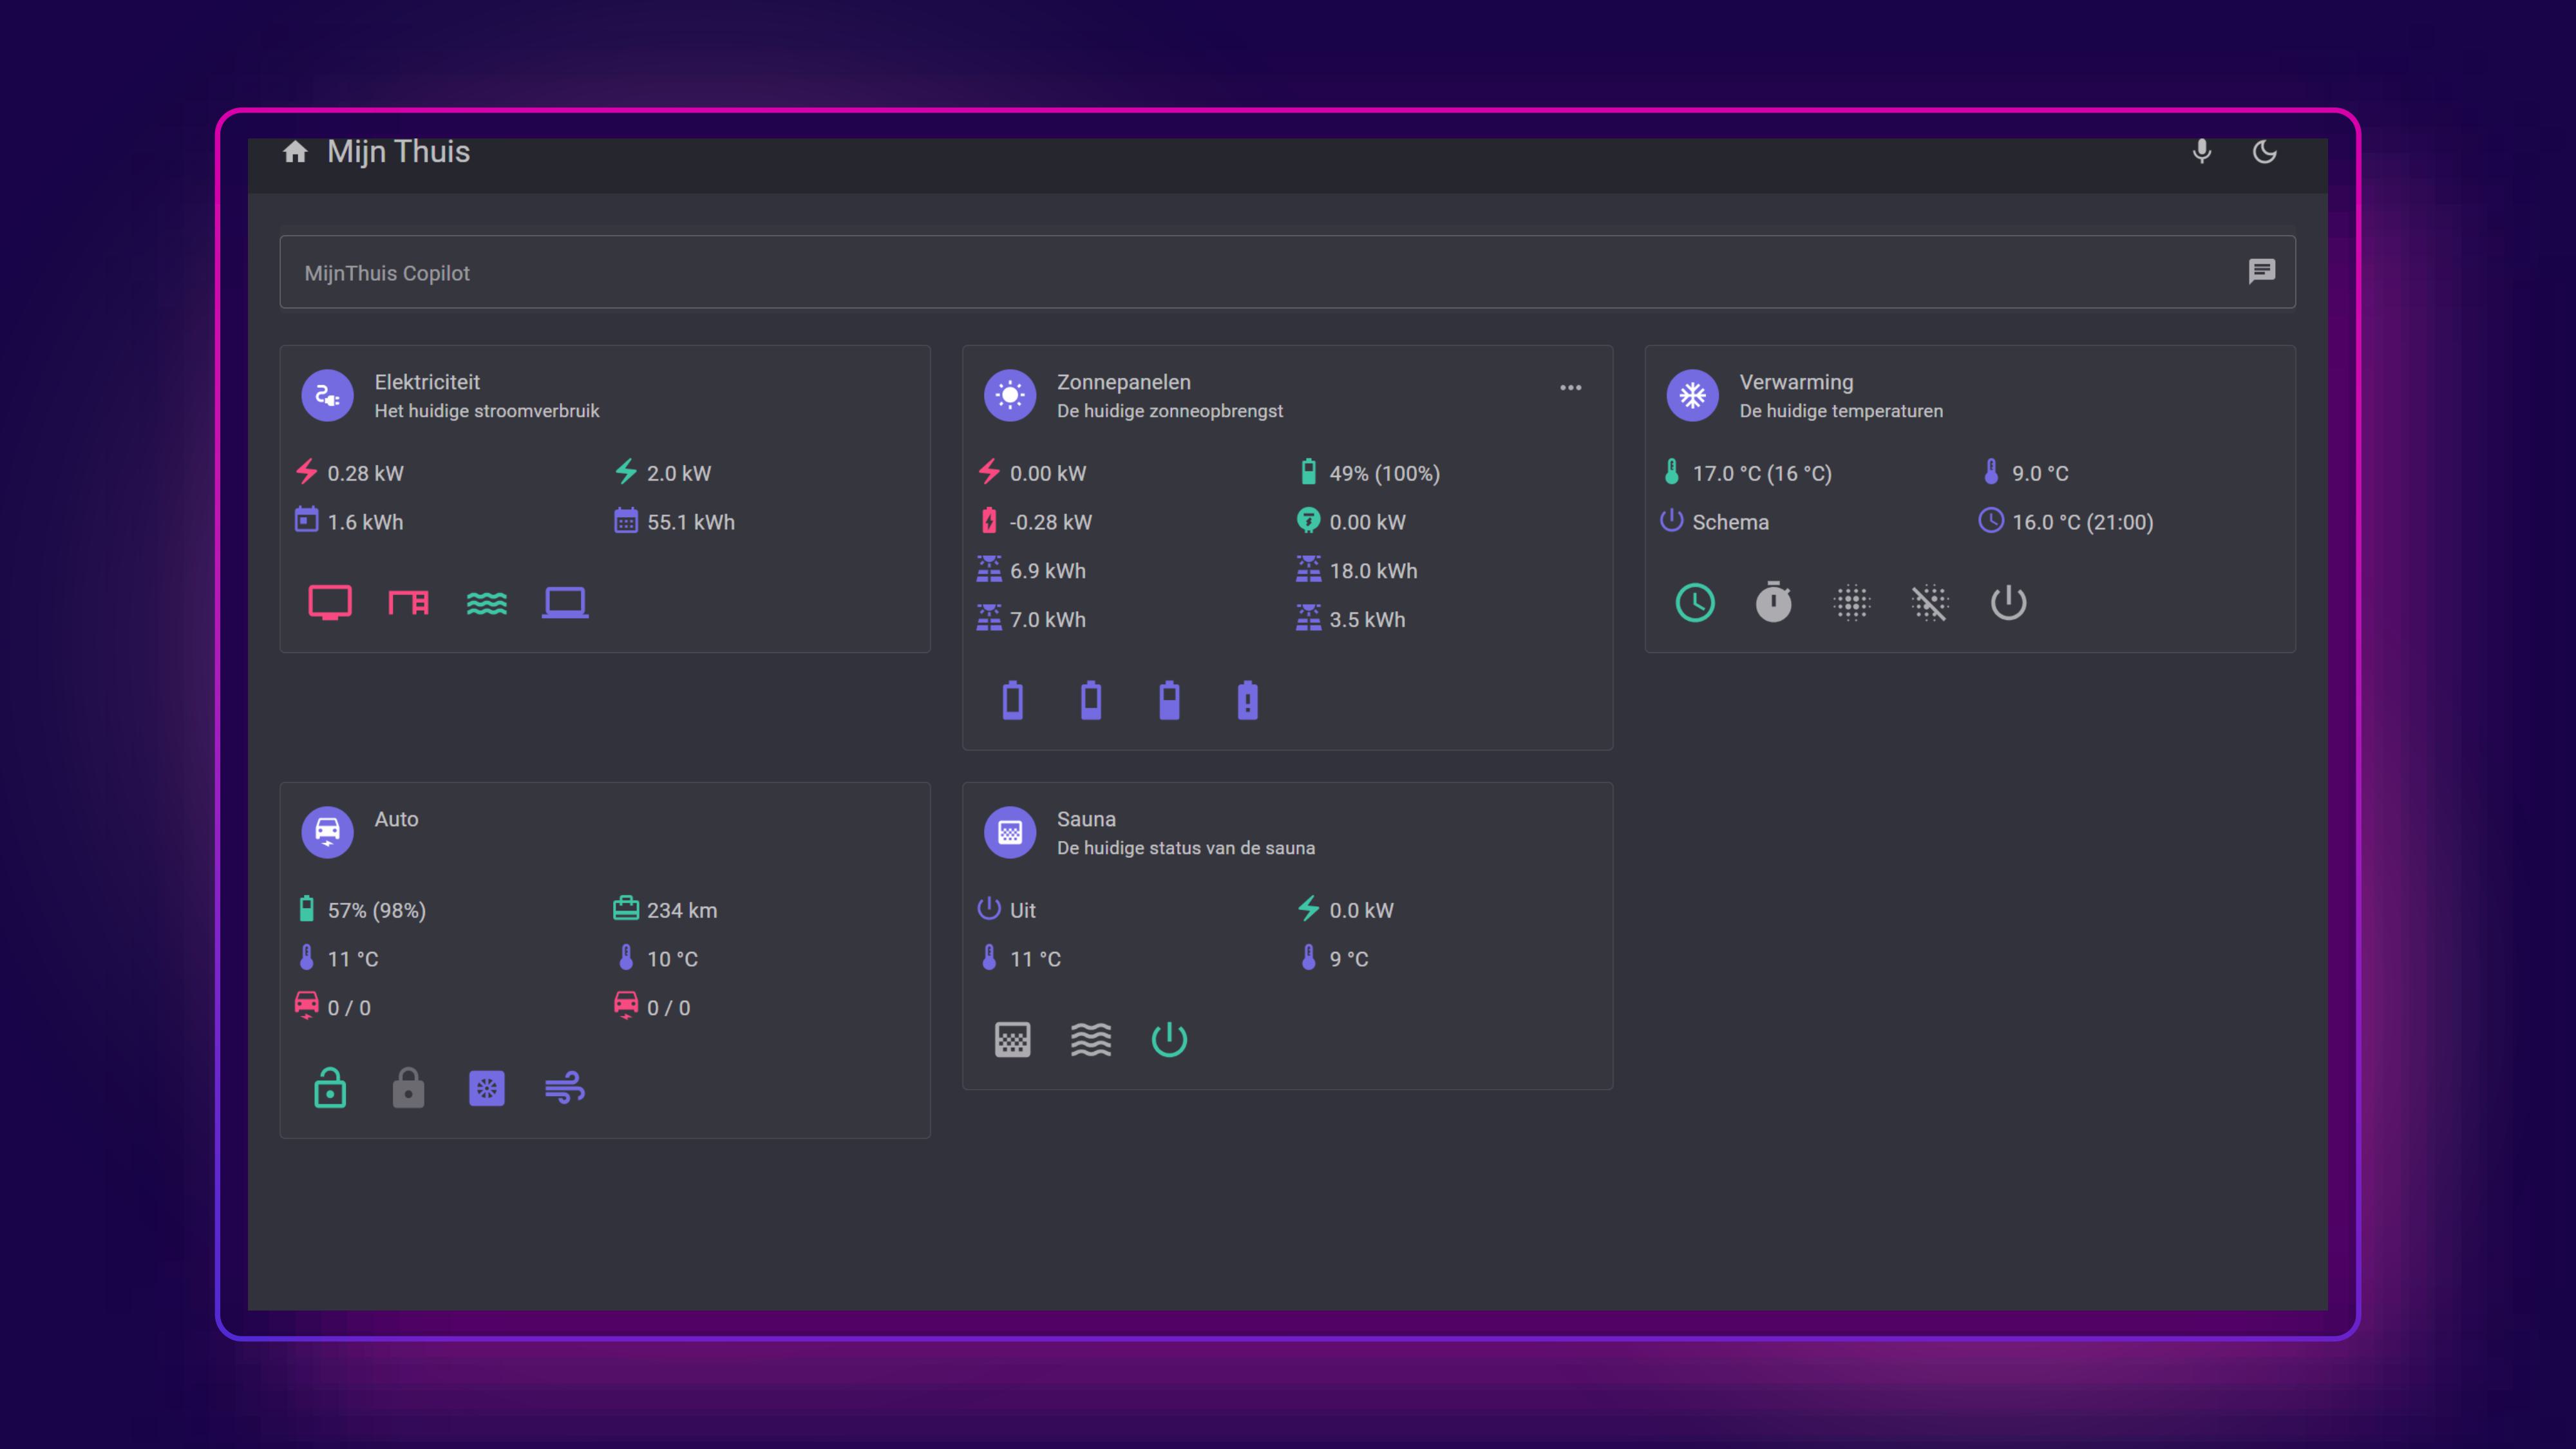 Mijn Thuis
MijnThuis Copilot
Elektriciteit
Het huidige stroomverbruik
0.28 kW
2.0 kW
1.6 kWh
55.1 kWh
Zonnepanelen
De huidige zonneopbrengst
0.00 kW
49% (100%)
-0.28 kW
0.00 kW
6.9 kWh
18.0 kWh
7.0 kWh
3.5 kWh
Verwarming
De huidige temperaturen
17.0 °C (16 °C)
9.0 °C
Schema
16.0 °C (21:00)
Auto
57% (98%)
234 km
11 °C
10 °C
0 / 0
0 / 0
Sauna
De huidige status van de sauna
Uit
0.0 kW
11 °C
9 °C